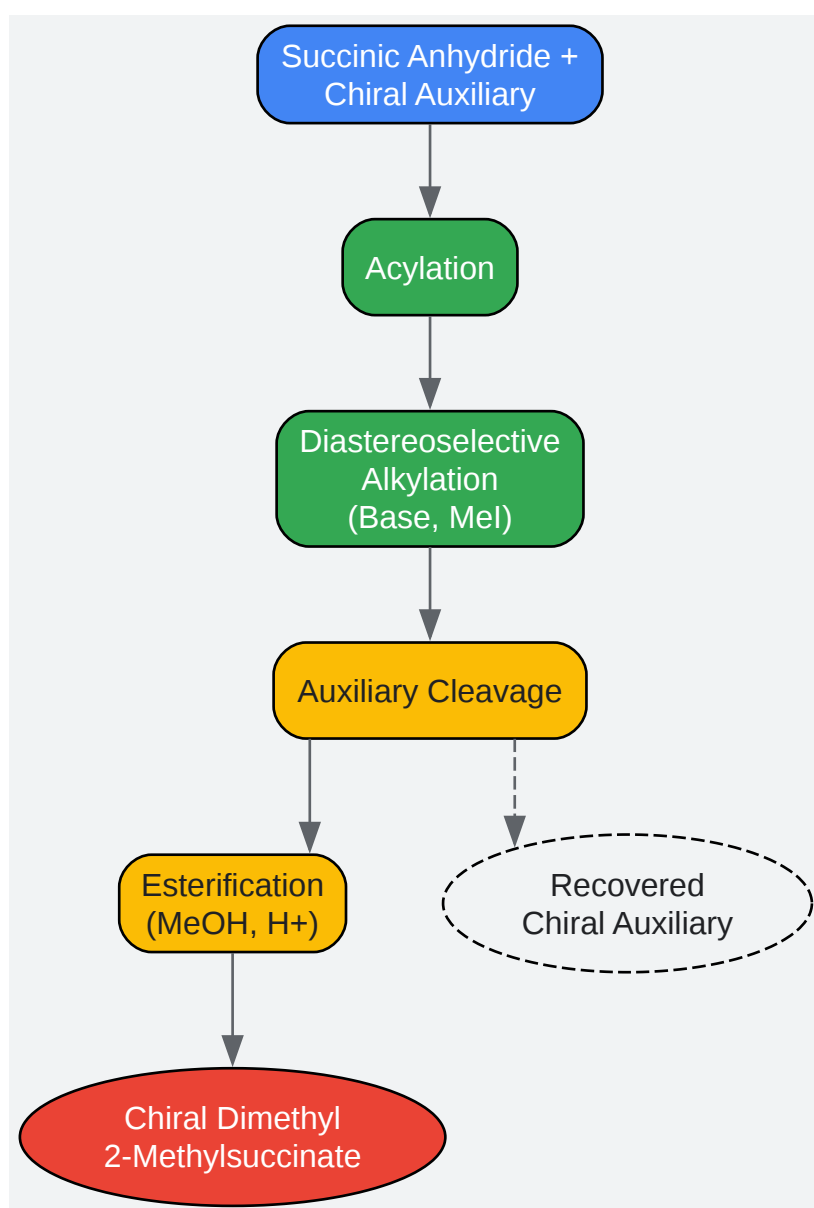 Succinic Anhydride +
Chiral Auxiliary
Acylation
Diastereoselective
Alkylation
(Base, MeI)
Auxiliary Cleavage
Esterification
(MeOH, H+)
Recovered
Chiral Auxiliary
Chiral Dimethyl
2-Methylsuccinate